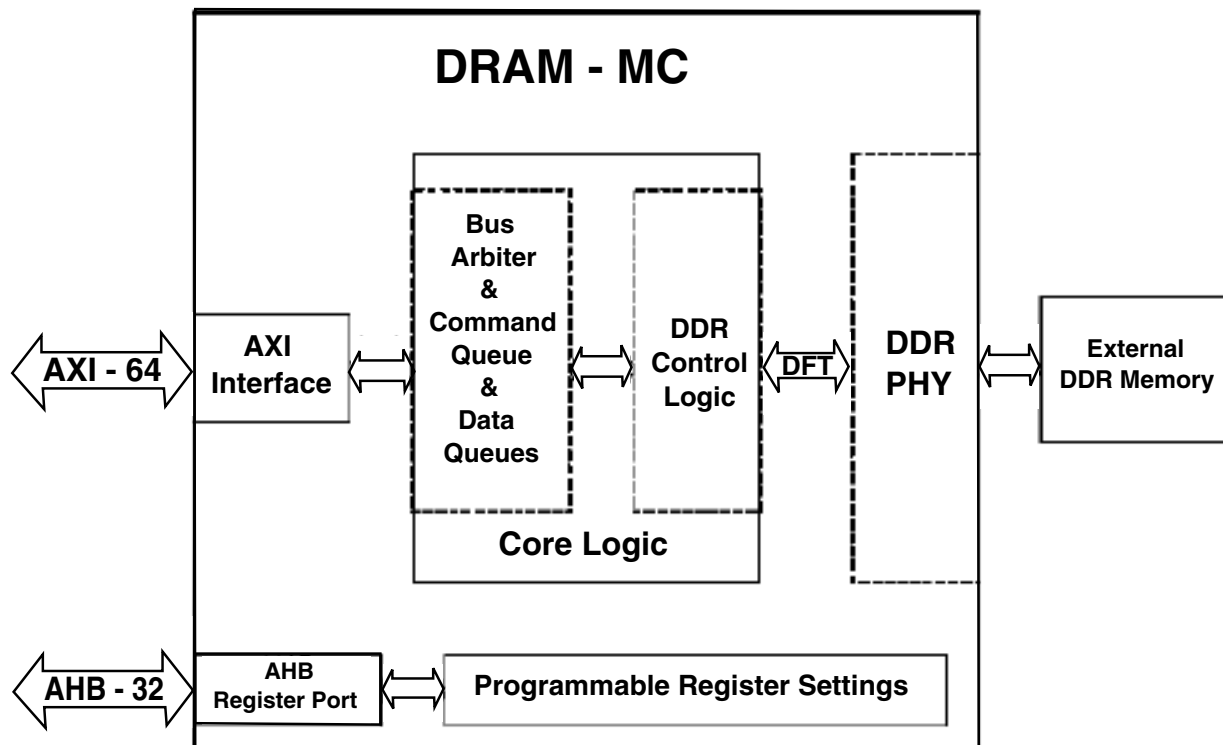 DRAM - MC
Bus
Arbiter
&
Command
Queue
&
Data
Queues
DDR
Control
Logic
Core Logic
AXI - 64
AXI
Interface
DFT
DDR
PHY
External
DDR Memory
AHB - 32
AHB
Register Port
Programmable Register Settings